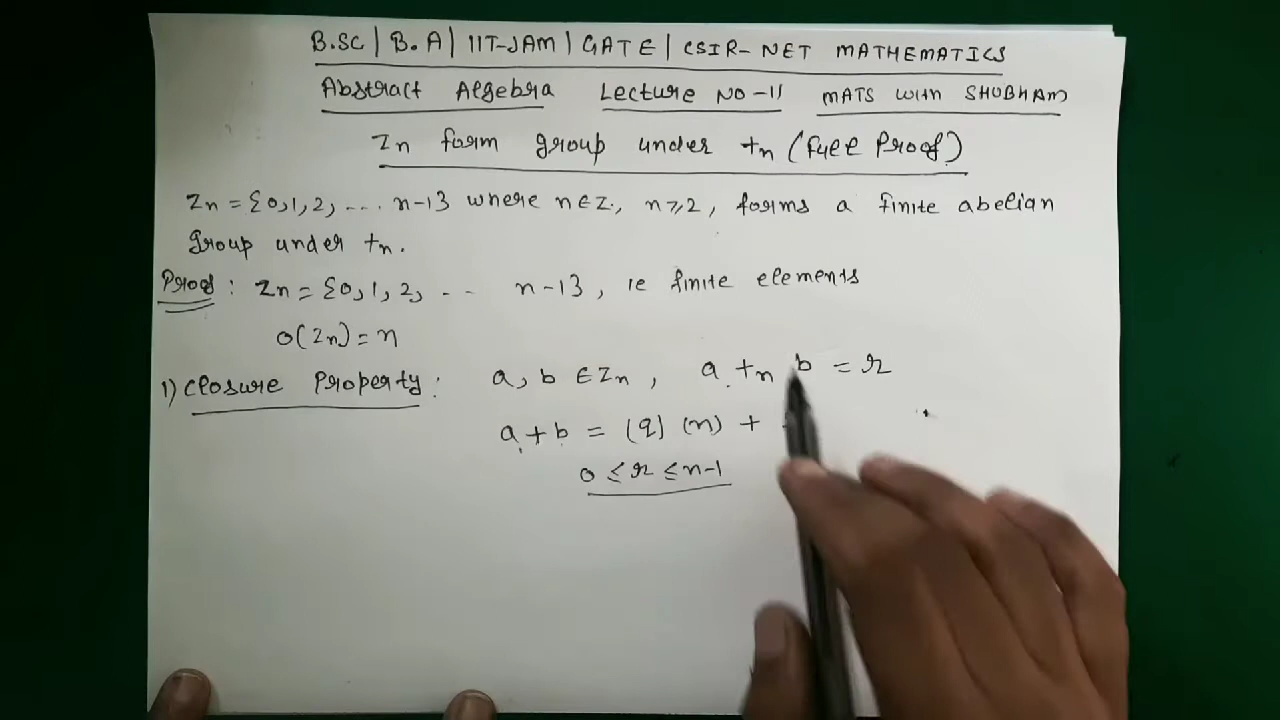 B.SC | B.A | IIT-JAM | GATE | CSIR-NET MATHEMATICS
Abstract Algebra Lecture NO-11 MATS WITH SHUBHAM
Zn form group under +n (Full Proof)
Zn = {0,1,2, ... n-1} where n∈Z, n≥2, forms a finite abelian
group under +n.
Proof: Zn = {0,1,2, ... n-1}, ie finite elements
O(Zn) = n
1) Closure Property: a, b ∈ Zn, a +n b = r
a+b = (q) (n) +
0 ≤ r ≤ n-1